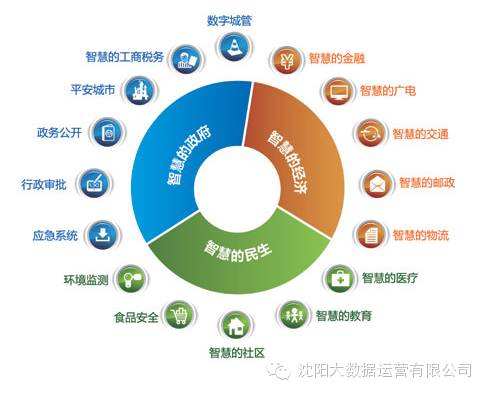 数字城管
智慧的工商税务
智慧的金融
平安城市
智慧的广电
政务公开
智慧的交通
智慧的政府
智慧的经济
行政审批
智慧的邮政
应急系统
智慧的物流
智慧的民生
环境监测
智慧的医疗
食品安全
智慧的教育
智慧的社区
沈阳大数据运营有限公司